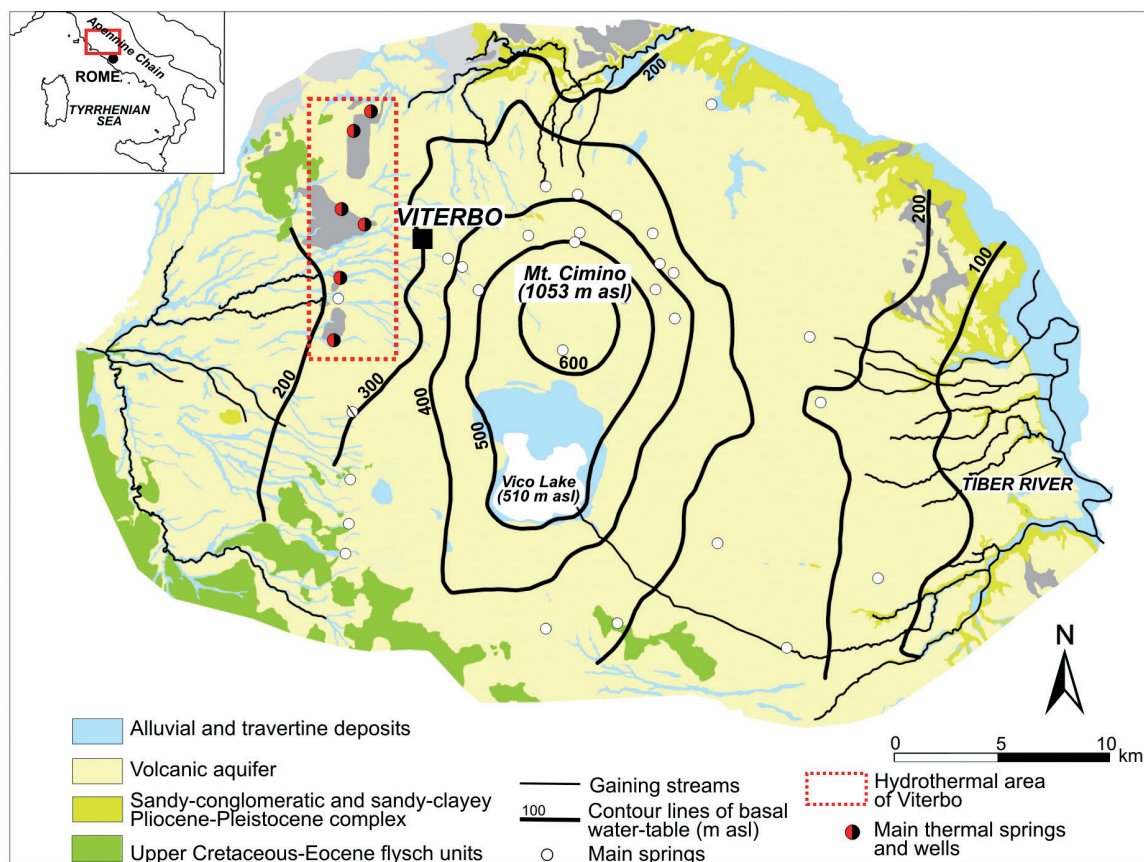 Apennine Chain
ROME
TYRRHENIAN
SEA
200
VITERBO
Mt. Cimino
(1053 m asl)
200
100
600
200
300
400
500
Vico Lake
(510 m asl)
TIBER RIVER
N
0 5 10
km
Alluvial and travertine deposits
Volcanic aquifer
Sandy-conglomeratic and sandy-clayey
Pliocene-Pleistocene complex
Upper Cretaceous-Eocene flysch units
Gaining streams
100
Contour lines of basal
water-table (m asl)
Main springs
Hydrothermal area
of Viterbo
Main thermal springs
and wells